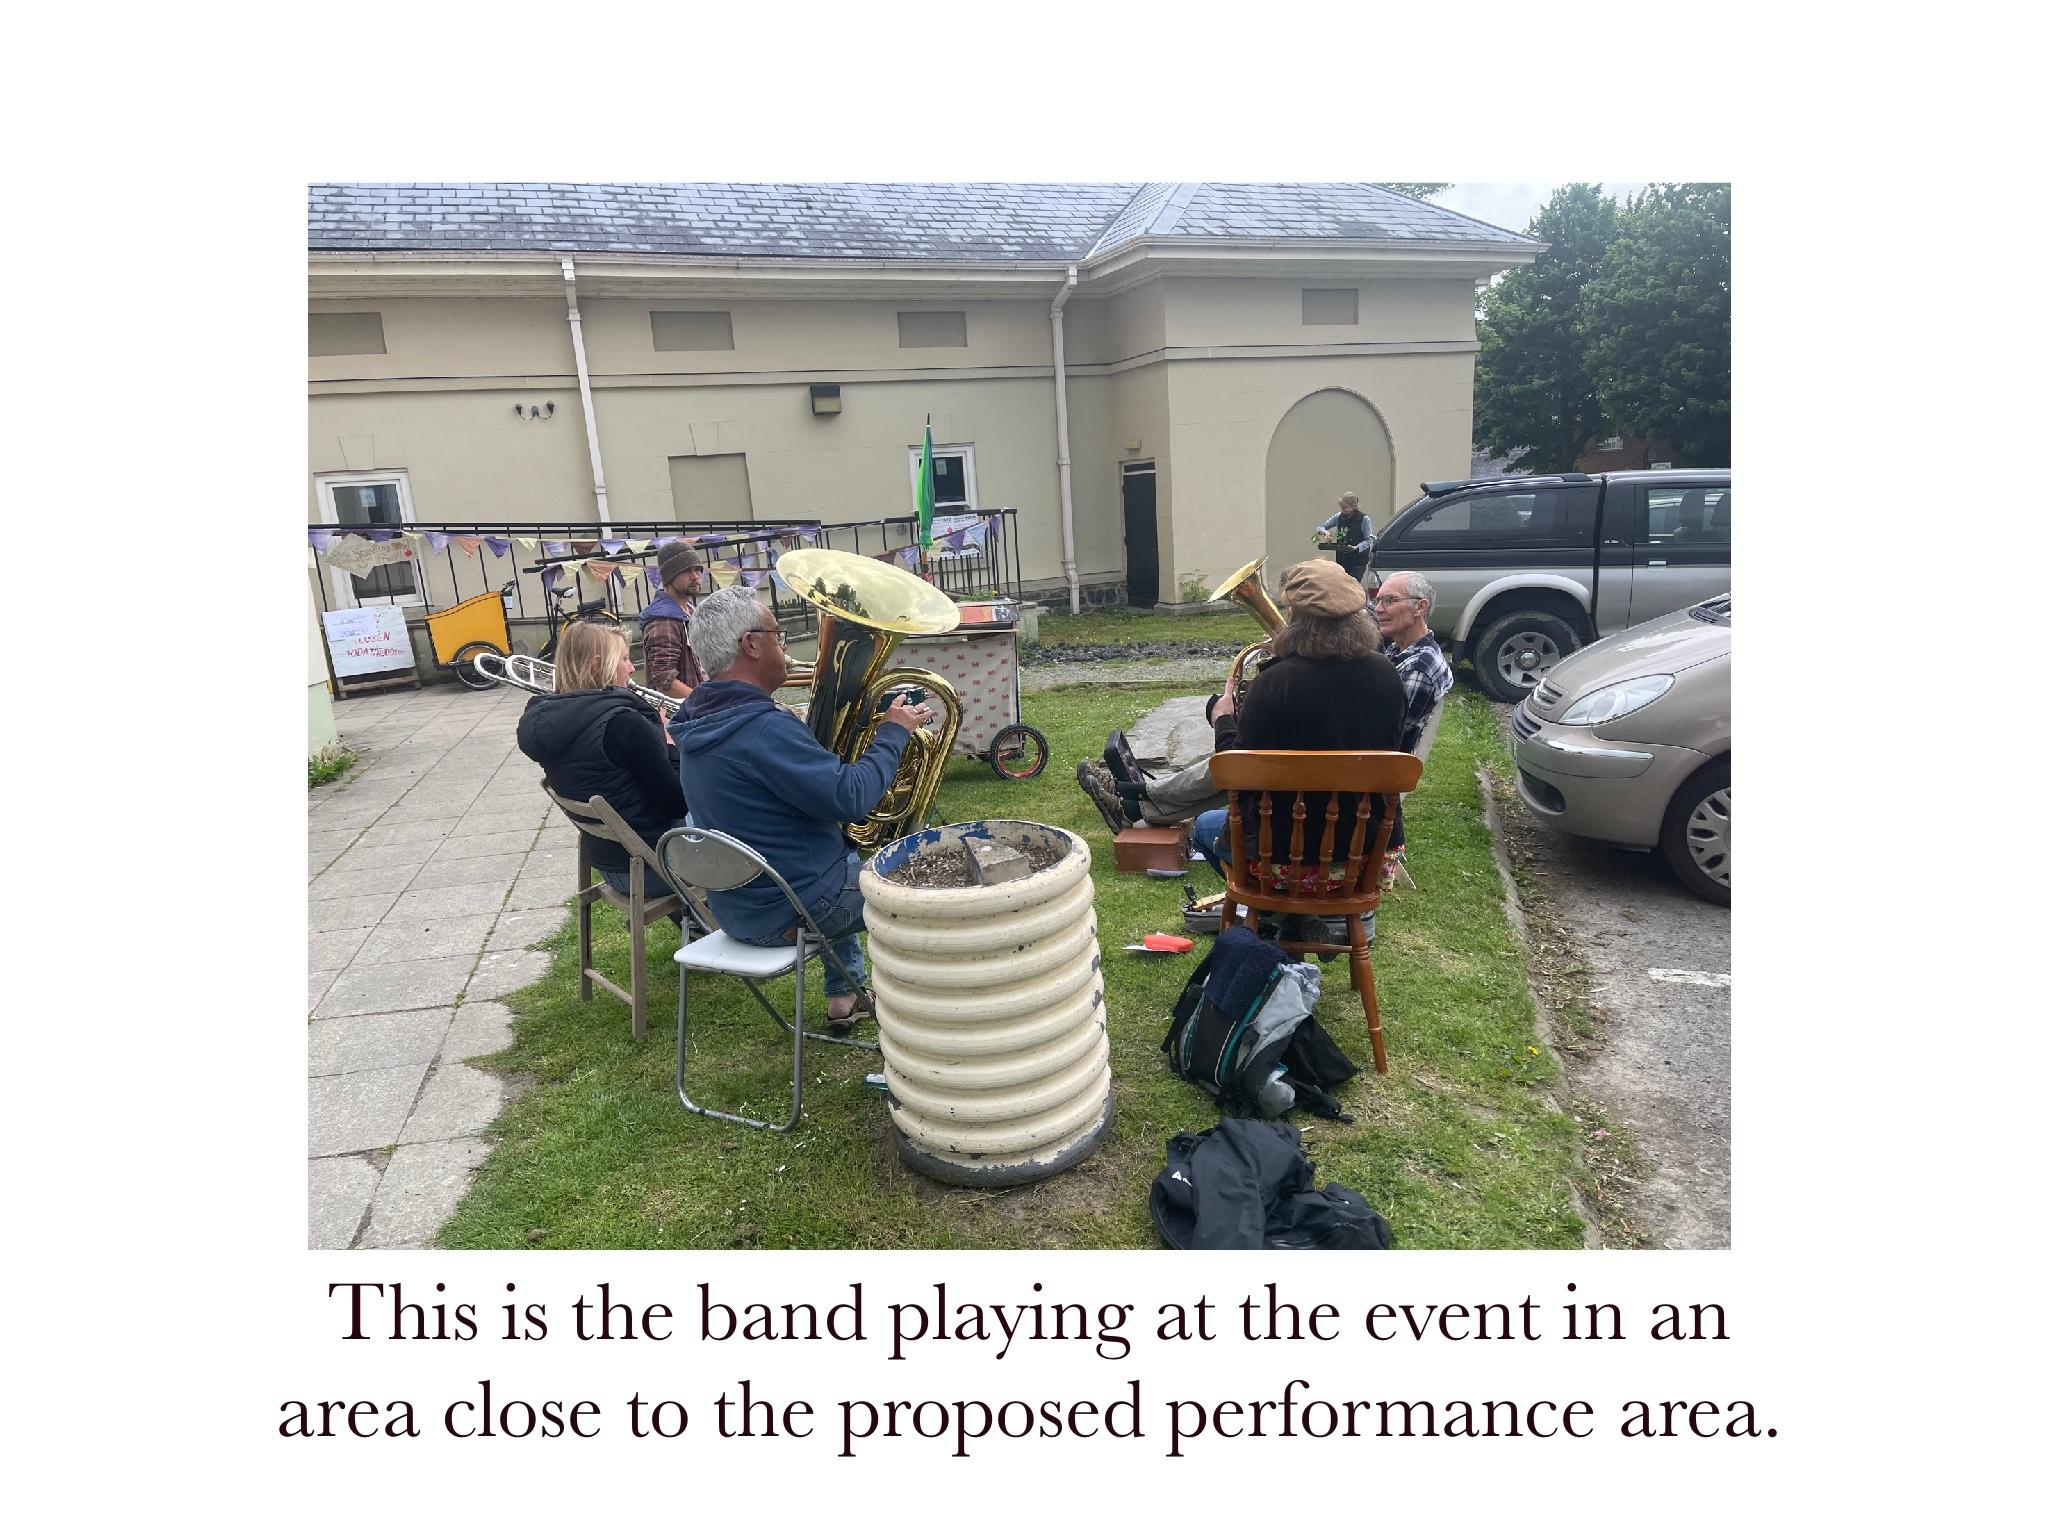 This is the band playing at the event in an
area close to the proposed performance area.